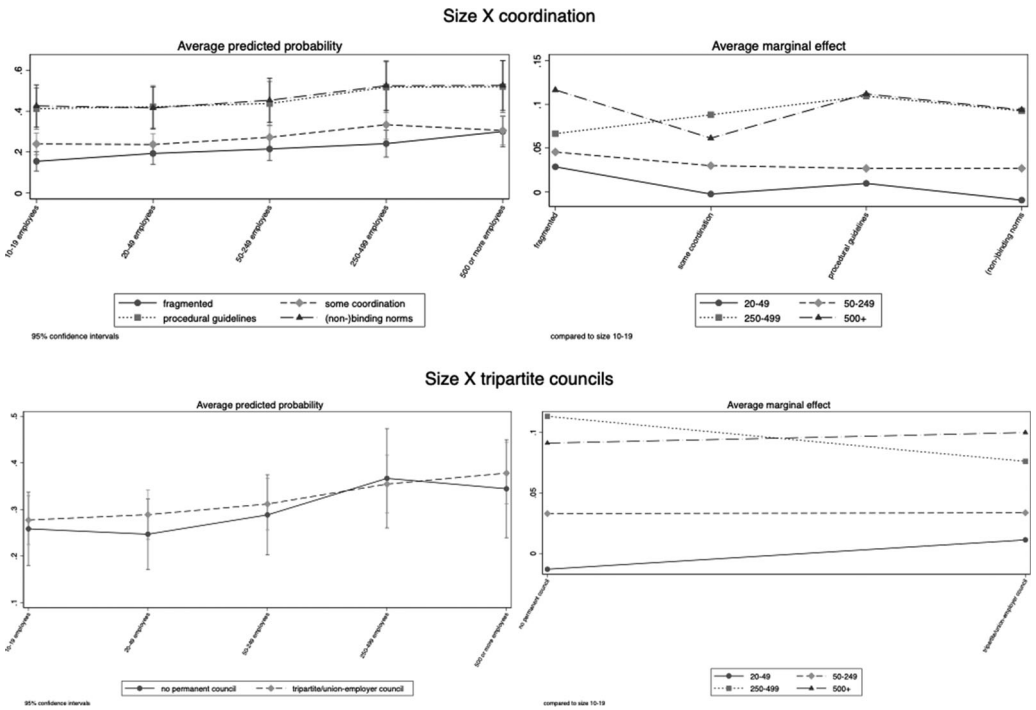 Size X coordination
Average predicted probability
.6
.4
.2
0
10-19 employees
20-49 employees
50-249 employees
250-499 employees
500 or more employees
fragmented
some coordination
procedural guidelines
(non-)binding norms
95% confidence intervals
Average marginal effect
.15
.1
.05
0
fragmented
some coordination
procedural guidelines
(non-)binding norms
20-49
50-249
250-499
500+
compared to size 10-19
Size X tripartite councils
Average predicted probability
.5
.4
.3
.2
.1
10-19 employees
20-49 employees
50-249 employees
250-499 employees
500 or more employees
no permanent council
tripartite/union-employer council
95% confidence intervals
Average marginal effect
.1
.05
0
no permanent council
tripartite/union-employer council
20-49
50-249
250-499
500+
compared to size 10-19